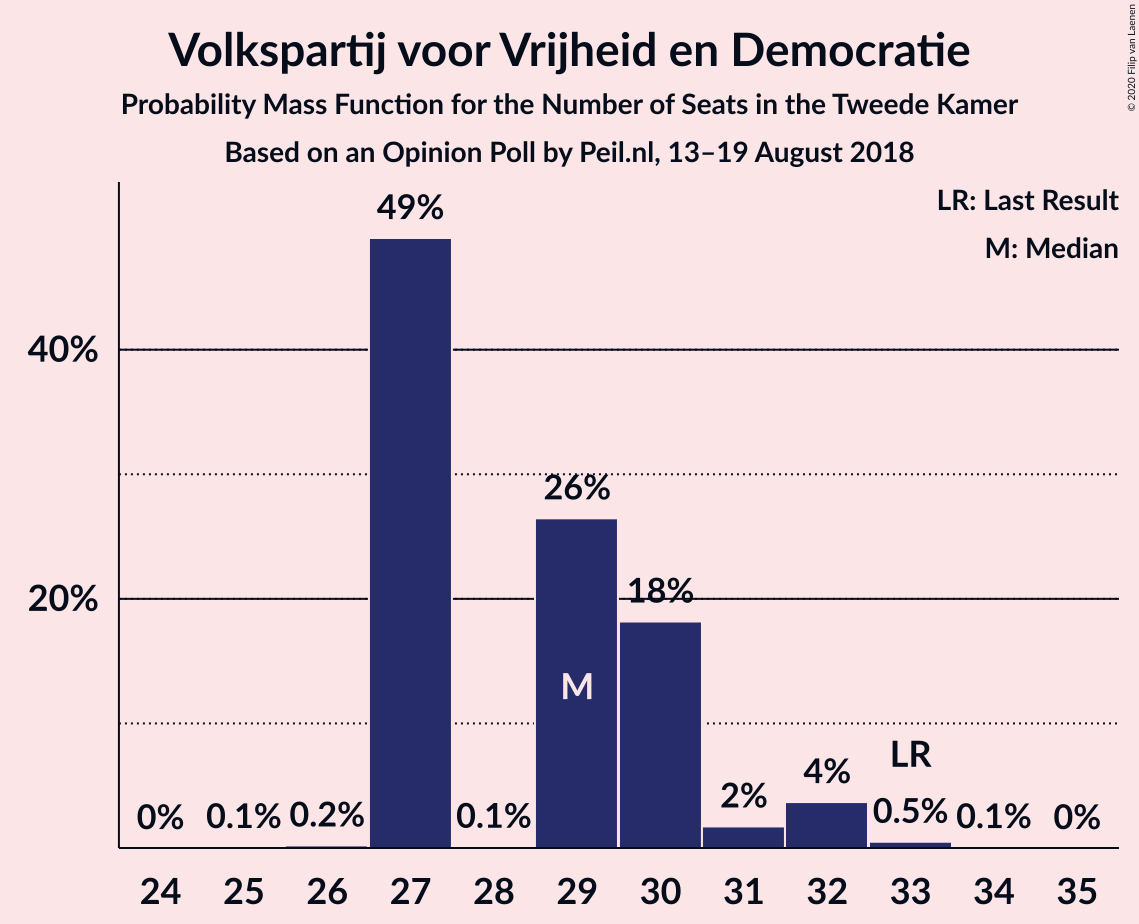 Volkspartij voor Vrijheid en Democratie
Probability Mass Function for the Number of Seats in the Tweede Kamer
Based on an Opinion Poll by Peil.nl, 13–19 August 2018
© 2020 Filip van Laenen
LR: Last Result
M: Median
40%
20%
0% 0.1% 0.2% 49% 0.1% 26% 18% 2% 4% 0.5% 0.1% 0%
M
LR
24 25 26 27 28 29 30 31 32 33 34 35